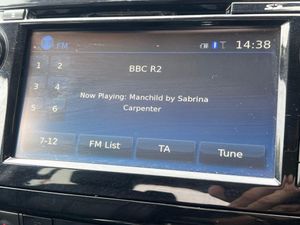 FM 14:38
1 2
BBC R2
3 4
Now Playing: Manchild by Sabrina
Carpenter
5 6
7-12 FM List TA Tune